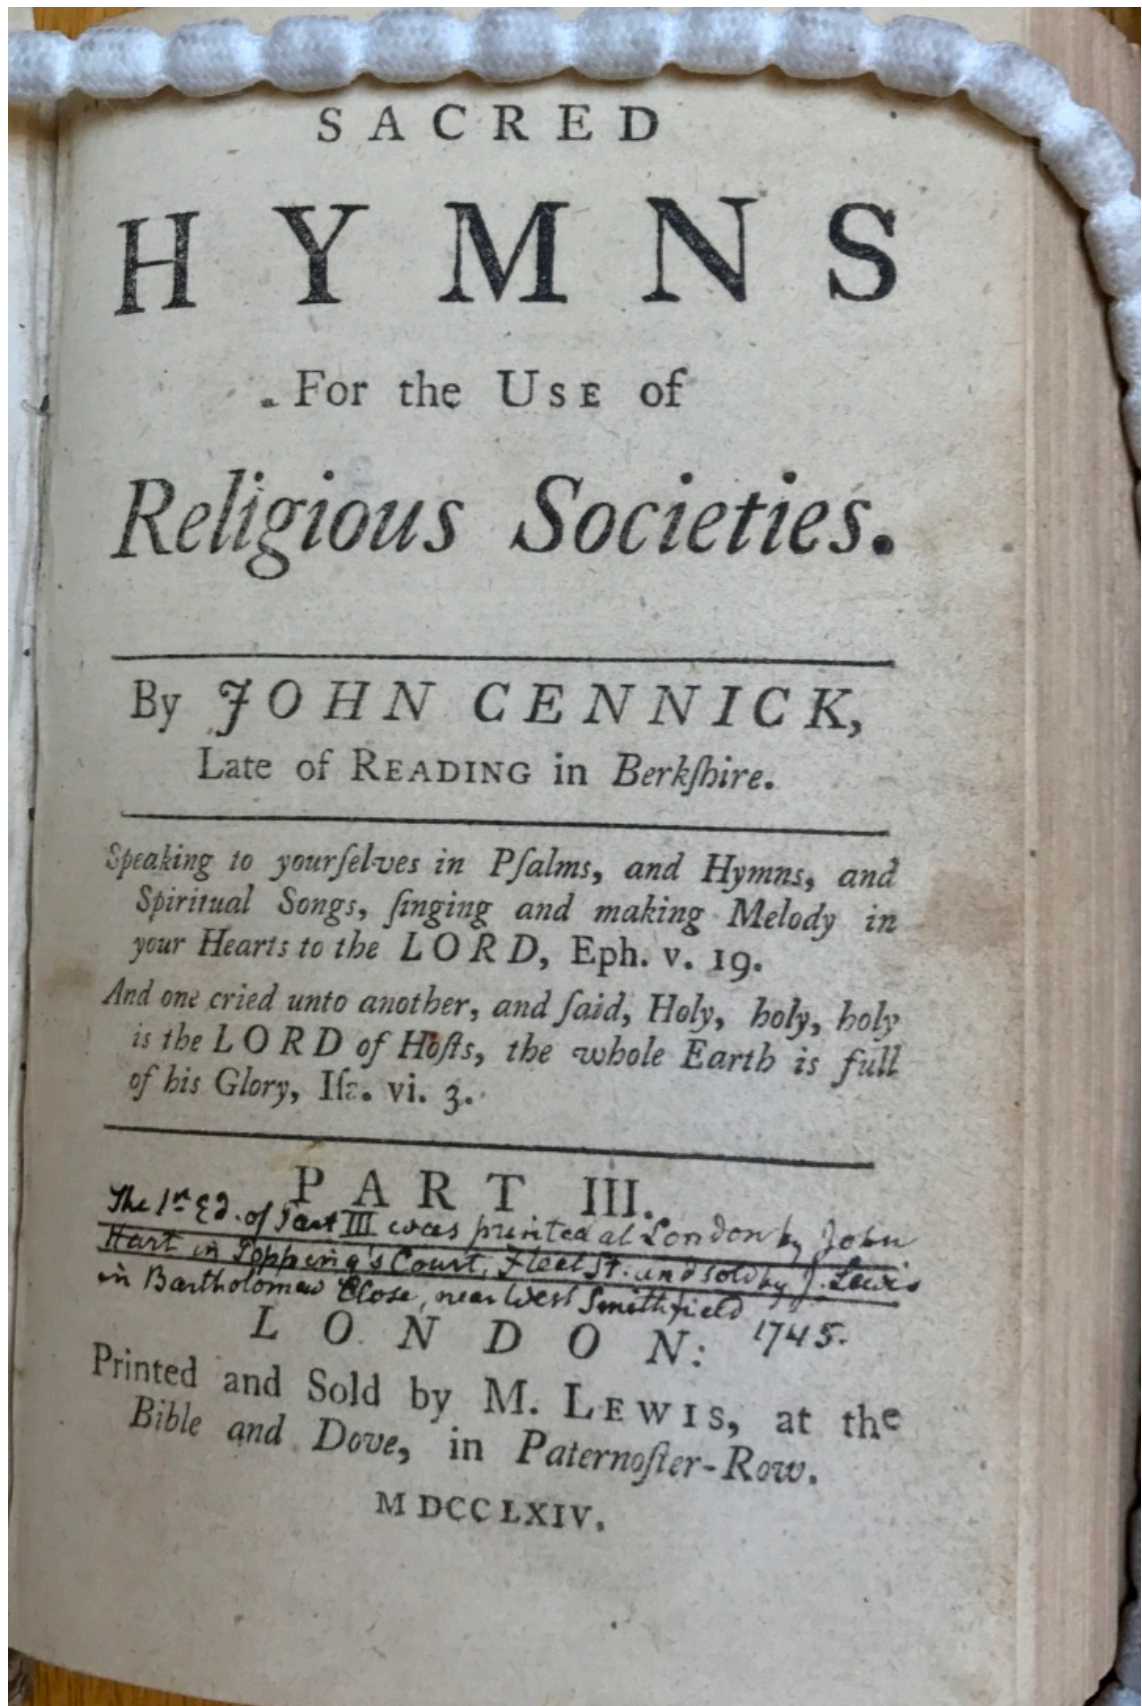 SACRED
HYMNS
For the USE of
Religious Societies.
By JOHN CENNICK,
Late of READING in Berkſhire.
Speaking to yourſelves in Pſalms, and Hymns, and
Spiritual Songs, ſinging and making Melody in
your Hearts to the LORD, Eph. v. 19.
And one cried unto another, and ſaid, Holy, holy, holy
is the LORD of Hoſts, the whole Earth is full
of his Glory, Iſa. vi. 3.
PART III.
The 1st Ed. of Part III was printed at London by John
Hart in Popping's Court, Fleet St. and sold by J. Lewis
in Bartholomew Close, near West Smithfield
1745.
LONDON:
Printed and Sold by M. LEWIS, at the
Bible and Dove, in Paternoſter-Row.
MDCCLXIV.